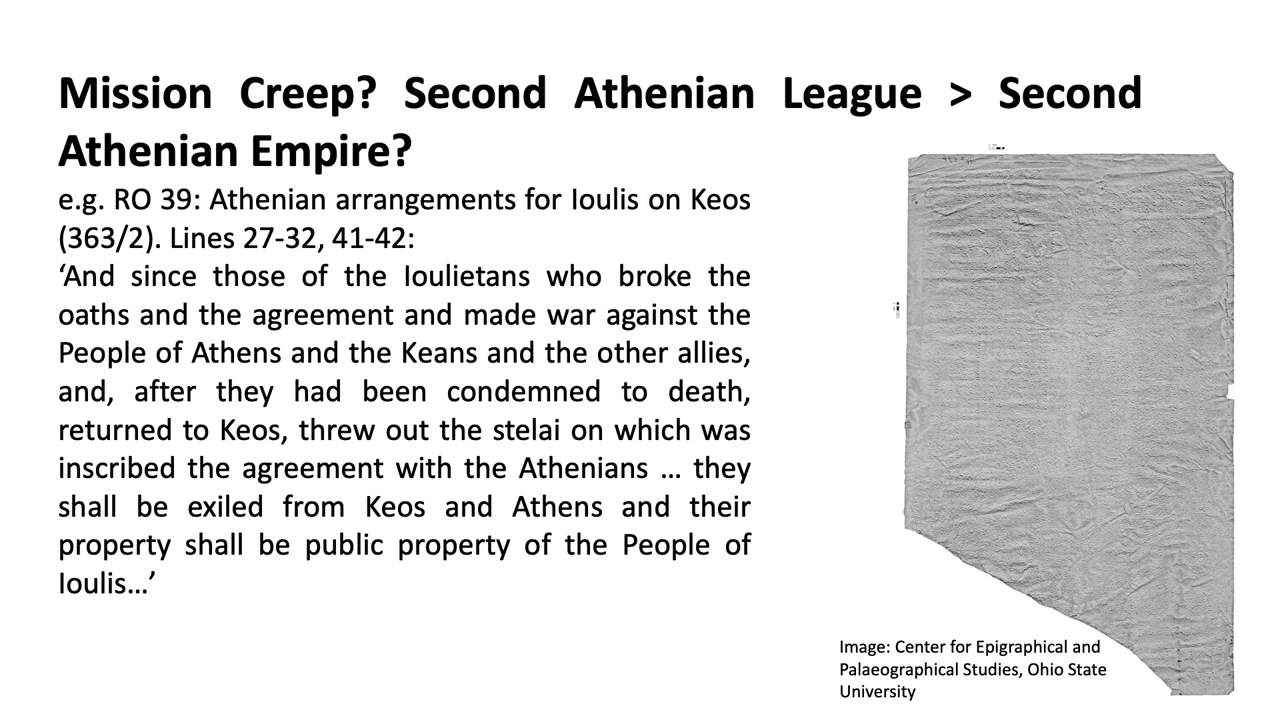 Mission Creep? Second Athenian League > Second
Athenian Empire?
e.g. RO 39: Athenian arrangements for Ioulis on Keos
(363/2). Lines 27-32, 41-42:
‘And since those of the Ioulietans who broke the
oaths and the agreement and made war against the
People of Athens and the Keans and the other allies,
and, after they had been condemned to death,
returned to Keos, threw out the stelai on which was
inscribed the agreement with the Athenians … they
shall be exiled from Keos and Athens and their
property shall be public property of the People of
Ioulis…’
Image: Center for Epigraphical and
Palaeographical Studies, Ohio State
University